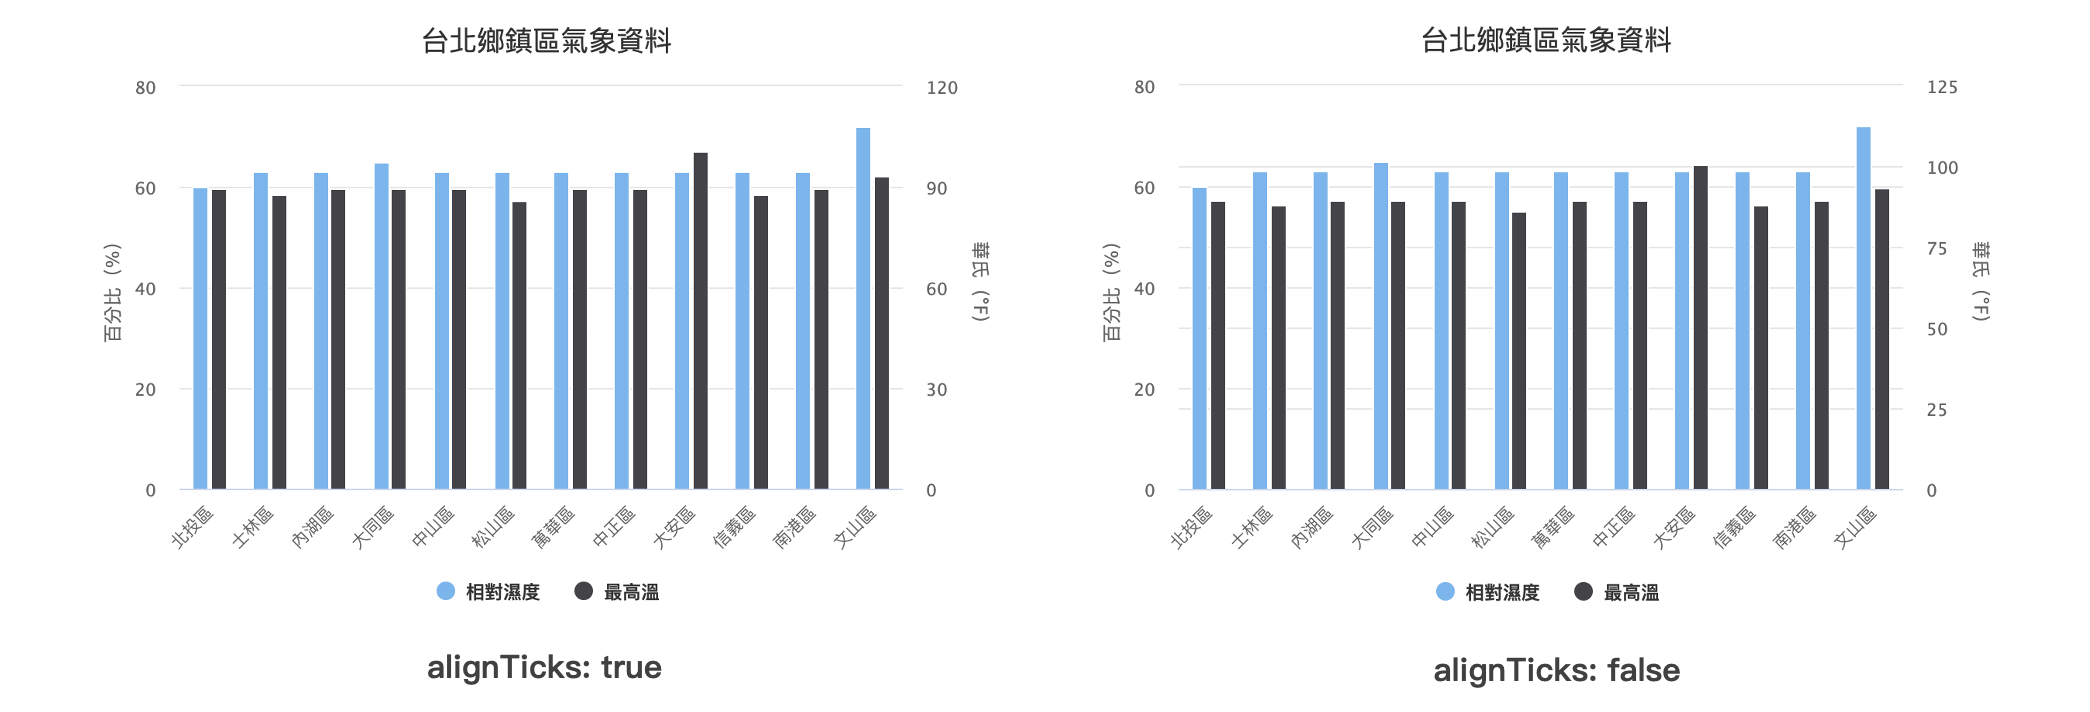 台北鄉鎮區氣象資料
80
60
40
20
0
120
90
60
30
0
百分比 (%)
華氏 (°F)
北投區
士林區
內湖區
大同區
中山區
松山區
萬華區
中正區
大安區
信義區
南港區
文山區
相對濕度 最高溫
alignTicks: true
台北鄉鎮區氣象資料
80
60
40
20
0
125
100
75
50
25
0
百分比 (%)
華氏 (°F)
北投區
士林區
內湖區
大同區
中山區
松山區
萬華區
中正區
大安區
信義區
南港區
文山區
相對濕度 最高溫
alignTicks: false